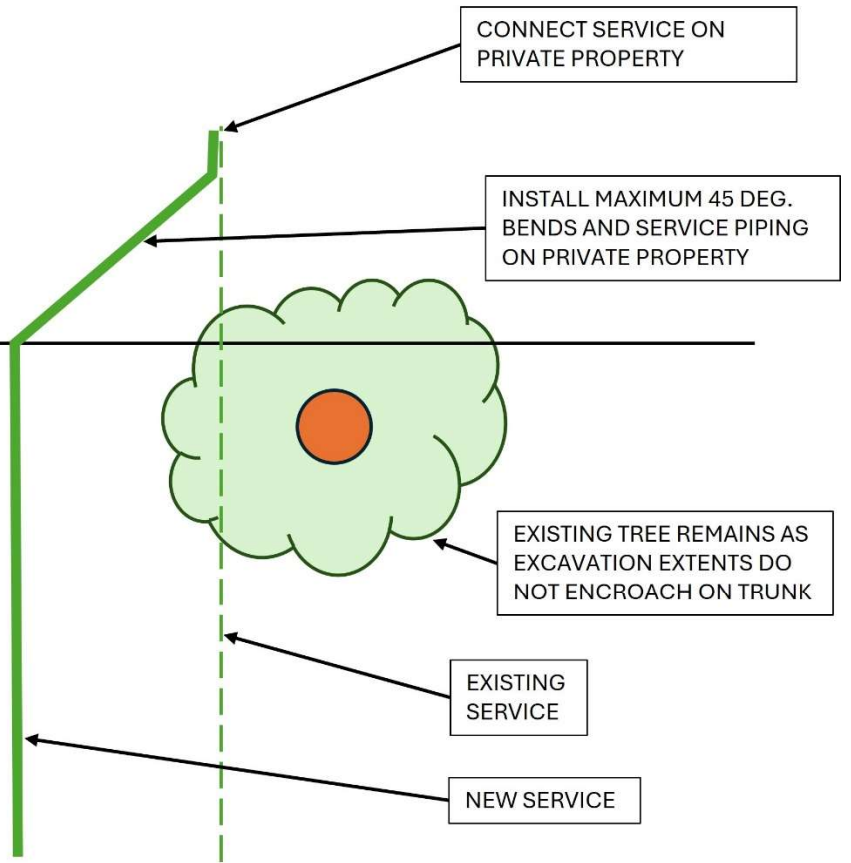 CONNECT SERVICE ON
PRIVATE PROPERTY
INSTALL MAXIMUM 45 DEG.
BENDS AND SERVICE PIPING
ON PRIVATE PROPERTY
EXISTING TREE REMAINS AS
EXCAVATION EXTENTS DO
NOT ENCROACH ON TRUNK
EXISTING
SERVICE
NEW SERVICE